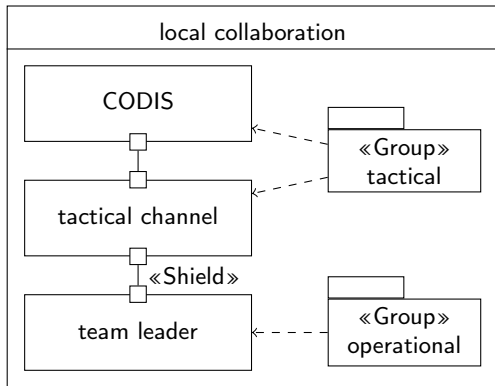 local collaboration
CODIS
«Group»
tactical
tactical channel
«Shield»
team leader
«Group»
operational